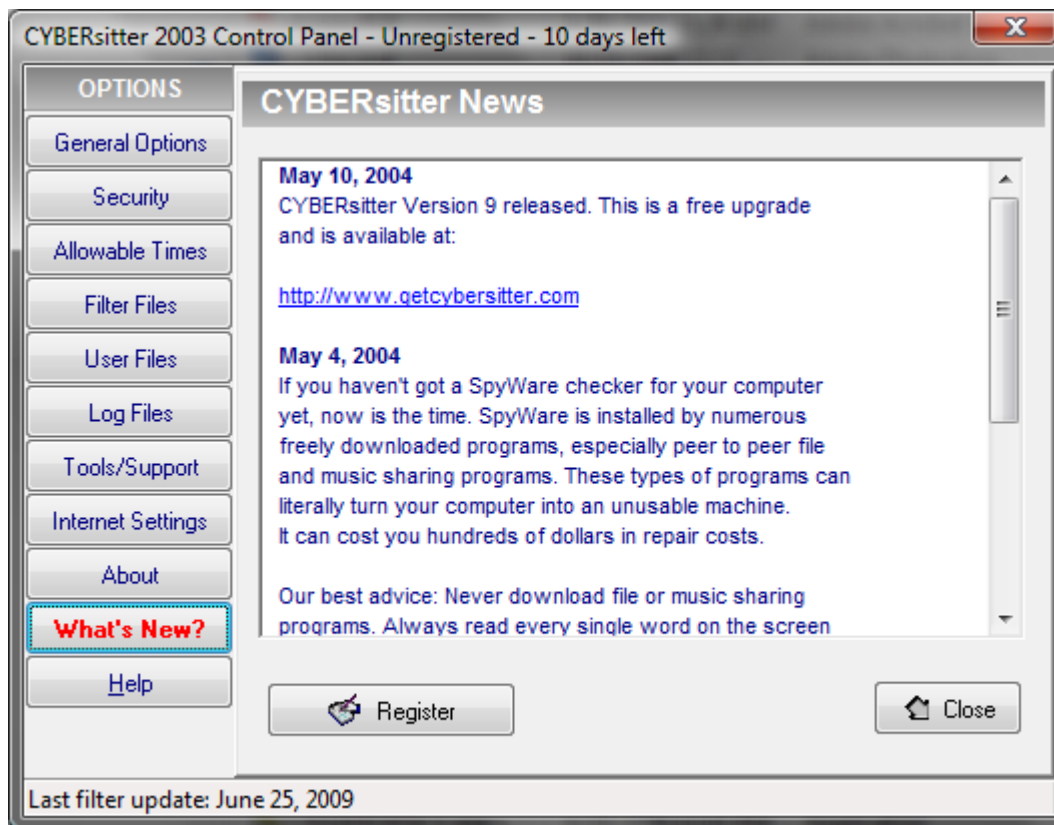 CYBERsitter 2003 Control Panel - Unregistered - 10 days left
OPTIONS
General Options
Security
Allowable Times
Filter Files
User Files
Log Files
Tools/Support
Internet Settings
About
What's New?
Help
CYBERsitter News
May 10, 2004
CYBERsitter Version 9 released. This is a free upgrade
and is available at:
http://www.getcybersitter.com
May 4, 2004
If you haven't got a SpyWare checker for your computer
yet, now is the time. SpyWare is installed by numerous
freely downloaded programs, especially peer to peer file
and music sharing programs. These types of programs can
literally turn your computer into an unusable machine.
It can cost you hundreds of dollars in repair costs.
Our best advice: Never download file or music sharing
programs. Always read every single word on the screen
Register
Close
Last filter update: June 25, 2009